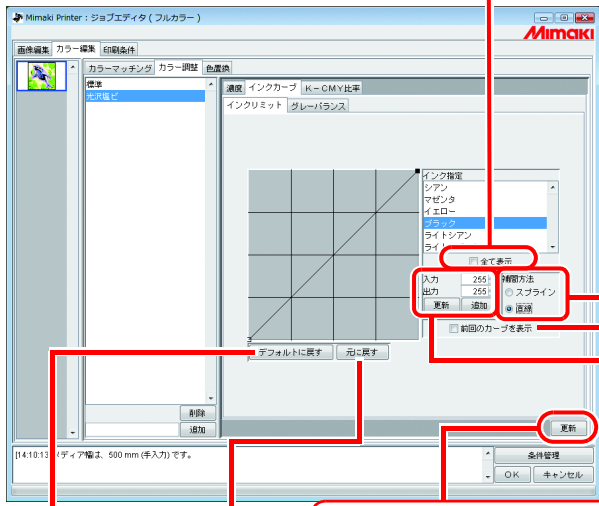 Mimaki Printer : ジョブエディタ ( フルカラー )
Mimaki
画像編集 カラー編集 印刷条件
カラーマッチング カラー調整 色置換
標準
光沢塩ビ
濃度 インクカーブ K－CMY比率
インクリミット グレーバランス
インク指定
シアン
マゼンタ
イエロー
ブラック
ライトシアン
全て表示
入力 255
出力 255
更新 追加
補間方法
スプライン
直線
前回のカーブを表示
デフォルトに戻す 元に戻す
削除
追加
更新
[14:10:13] メディア幅は、500 mm (手入力) です。
条件管理
OK キャンセル